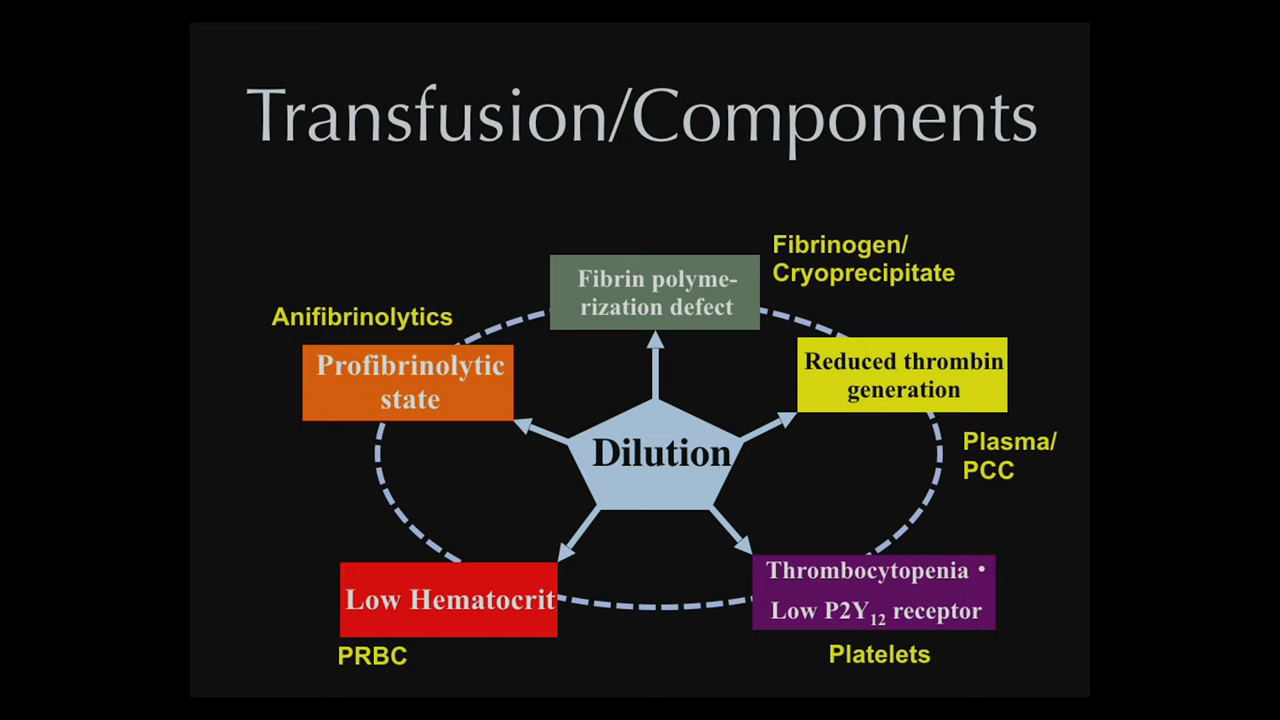 Transfusion/Components
Fibrinogen/
Cryoprecipitate
Fibrin polyme-
rization defect
Anifibrinolytics
Profibrinolytic
state
Reduced thrombin
generation
Dilution
Plasma/
PCC
Low Hematocrit
PRBC
Thrombocytopenia •
Low P2Y12 receptor
Platelets